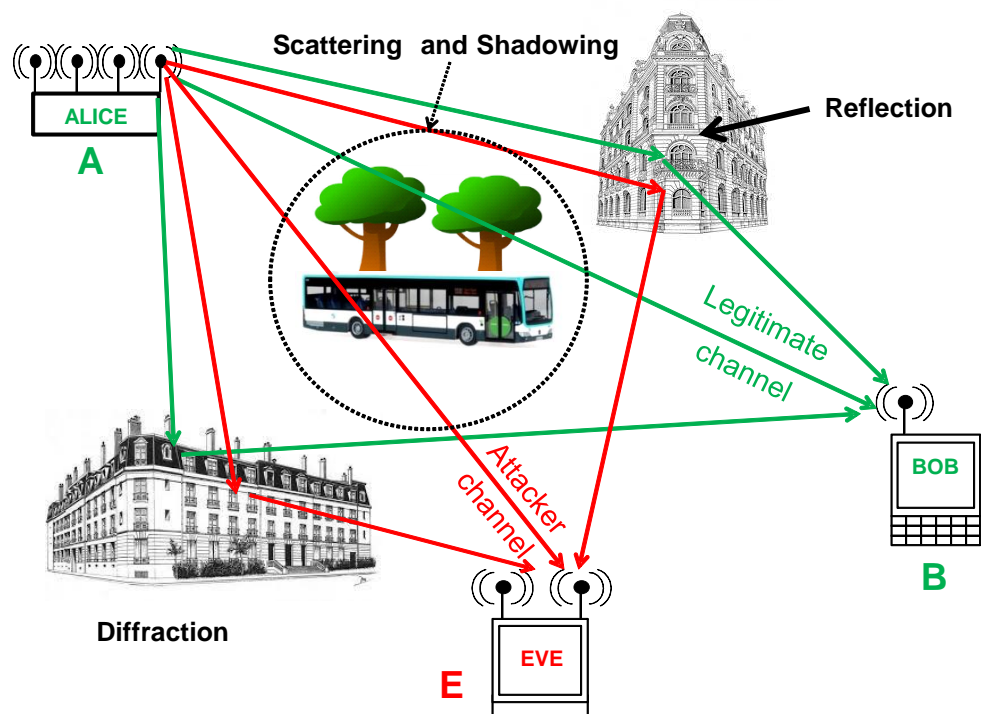 Scattering and Shadowing
ALICE
A
Reflection
Legitimate
channel
Attacker
channel
BOB
B
Diffraction
EVE
E